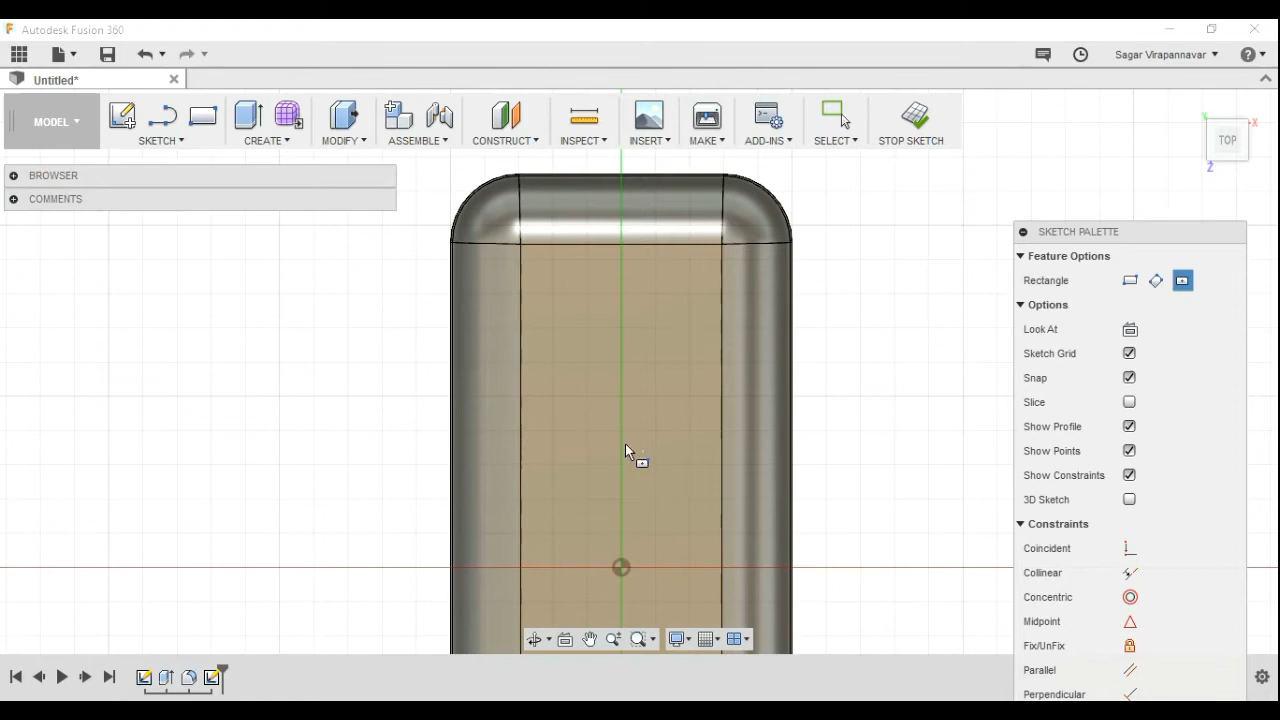 Autodesk Fusion 360
Sagar Virapannavar
Untitled*
MODEL
SKETCH
CREATE
MODIFY
ASSEMBLE
CONSTRUCT
INSPECT
INSERT
MAKE
ADD-INS
SELECT
STOP SKETCH
TOP
X
Y
Z
BROWSER
COMMENTS
SKETCH PALETTE
Feature Options
Rectangle
Options
Look At
Sketch Grid
Snap
Slice
Show Profile
Show Points
Show Constraints
3D Sketch
Constraints
Coincident
Collinear
Concentric
Midpoint
Fix/UnFix
Parallel
Perpendicular